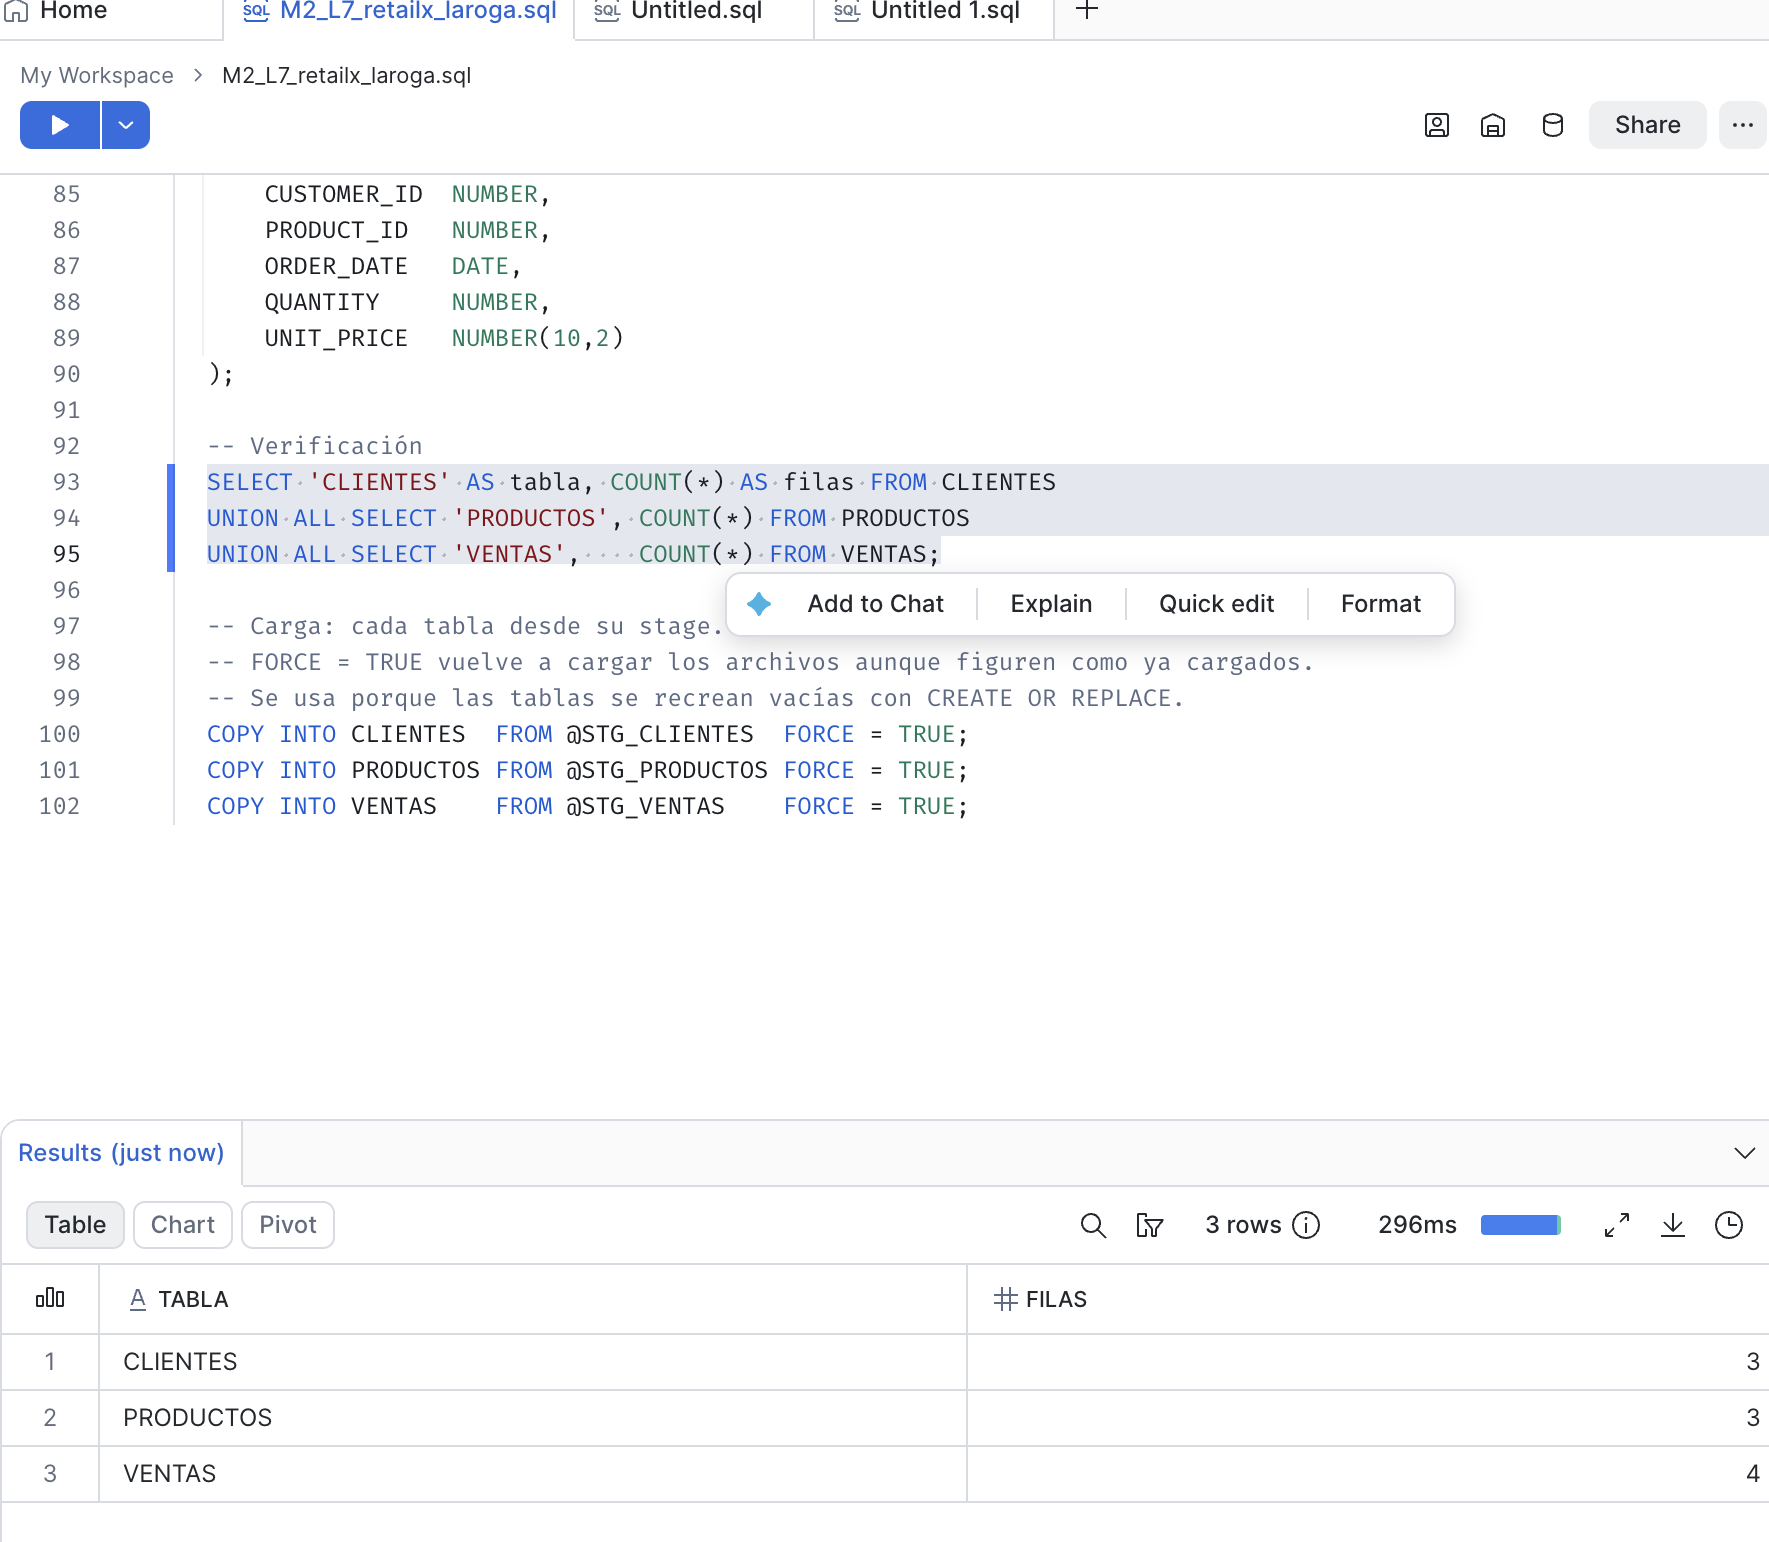 Home
SQL M2_L7_retailx_laroga.sql
SQL Untitled.sql
SQL Untitled 1.sql
My Workspace > M2_L7_retailx_laroga.sql
Share
85 CUSTOMER_ID NUMBER,
86 PRODUCT_ID NUMBER,
87 ORDER_DATE DATE,
88 QUANTITY NUMBER,
89 UNIT_PRICE NUMBER(10,2)
90 );
91
92 -- Verificación
93 SELECT 'CLIENTES' AS tabla, COUNT(*) AS filas FROM CLIENTES
94 UNION ALL SELECT 'PRODUCTOS', COUNT(*) FROM PRODUCTOS
95 UNION ALL SELECT 'VENTAS', COUNT(*) FROM VENTAS;
96
Add to Chat Explain Quick edit Format
97 -- Carga: cada tabla desde su stage.
98 -- FORCE = TRUE vuelve a cargar los archivos aunque figuren como ya cargados.
99 -- Se usa porque las tablas se recrean vacías con CREATE OR REPLACE.
100 COPY INTO CLIENTES FROM @STG_CLIENTES FORCE = TRUE;
101 COPY INTO PRODUCTOS FROM @STG_PRODUCTOS FORCE = TRUE;
102 COPY INTO VENTAS FROM @STG_VENTAS FORCE = TRUE;
Results (just now)
Table Chart Pivot
3 rows 296ms
A TABLA # FILAS
1 CLIENTES 3
2 PRODUCTOS 3
3 VENTAS 4